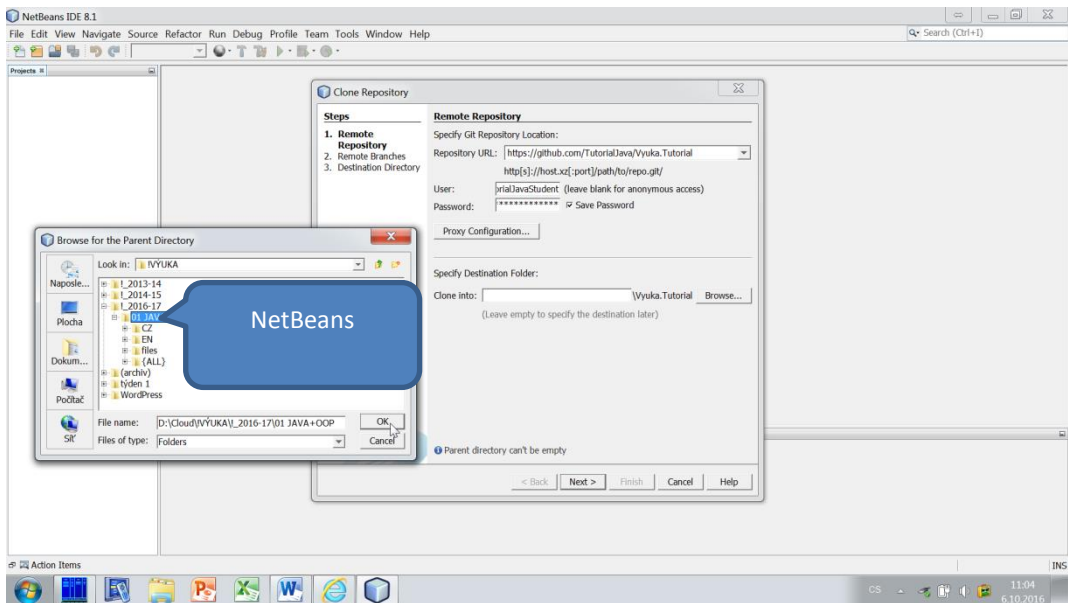 NetBeans IDE 8.1
File Edit View Navigate Source Refactor Run Debug Profile Team Tools Window Help
Search (Ctrl+I)
Projects
Clone Repository
Steps
1. Remote
Repository
2. Remote Branches
3. Destination Directory
Remote Repository
Specify Git Repository Location:
Repository URL: https://github.com/TutorialJava/Vyuka.Tutorial
http[s]://host.xz[:port]/path/to/repo.git/
User: orialJavaStudent (leave blank for anonymous access)
Password: ************ Save Password
Proxy Configuration...
Specify Destination Folder:
Clone into: \Vyuka.Tutorial Browse...
(Leave empty to specify the destination later)
Parent directory can't be empty
< Back Next > Finish Cancel Help
Browse for the Parent Directory
Look in: !VÝUKA
Naposle...
Plocha
Dokum...
Počítač
Síť
!_2013-14
!_2014-15
!_2016-17
01 JAV
CZ
EN
files
{ALL}
(archiv)
týden 1
WordPress
NetBeans
File name: D:\Cloud\!VÝUKA\!_2016-17\01 JAVA+OOP OK
Files of type: Folders Cancel
Action Items
INS
CS
11:04
6.10.2016